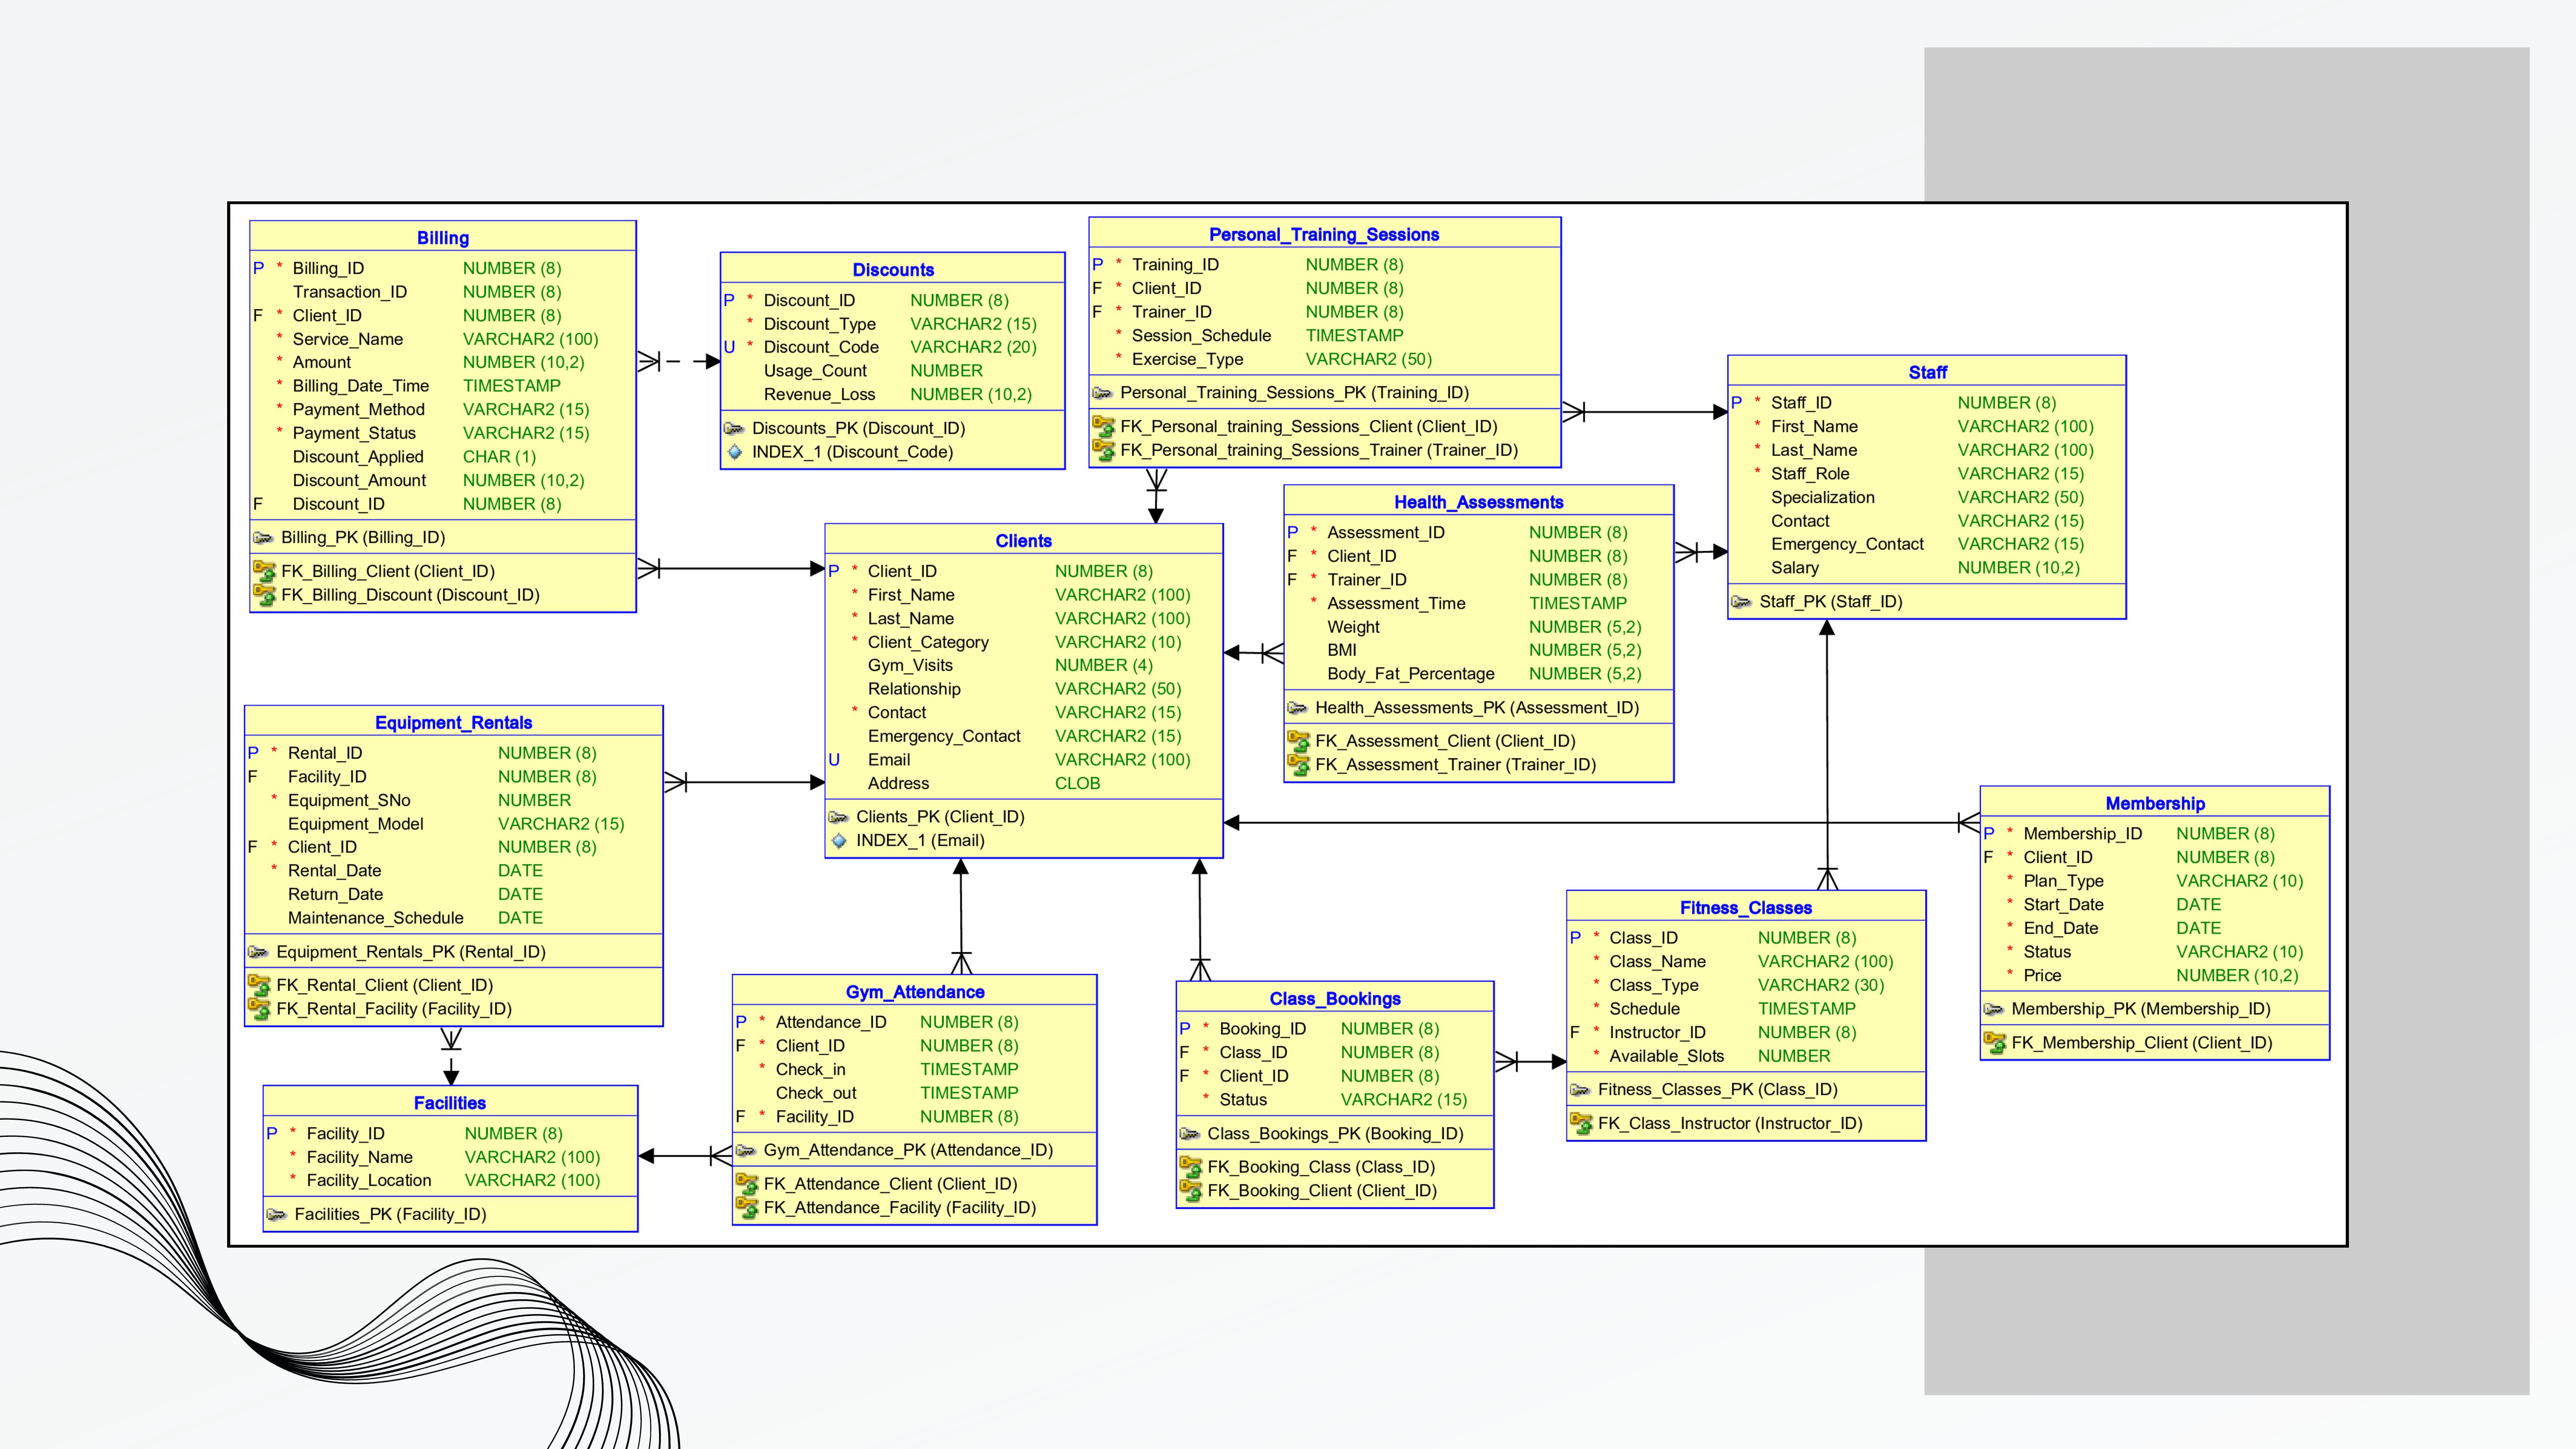 Billing
P * Billing_ID NUMBER (8)
Transaction_ID NUMBER (8)
F * Client_ID NUMBER (8)
* Service_Name VARCHAR2 (100)
* Amount NUMBER (10,2)
* Billing_Date_Time TIMESTAMP
* Payment_Method VARCHAR2 (15)
* Payment_Status VARCHAR2 (15)
Discount_Applied CHAR (1)
Discount_Amount NUMBER (10,2)
F Discount_ID NUMBER (8)
Billing_PK (Billing_ID)
FK_Billing_Client (Client_ID)
FK_Billing_Discount (Discount_ID)
Discounts
P * Discount_ID NUMBER (8)
* Discount_Type VARCHAR2 (15)
U * Discount_Code VARCHAR2 (20)
Usage_Count NUMBER
Revenue_Loss NUMBER (10,2)
Discounts_PK (Discount_ID)
INDEX_1 (Discount_Code)
Personal_Training_Sessions
P * Training_ID NUMBER (8)
F * Client_ID NUMBER (8)
F * Trainer_ID NUMBER (8)
* Session_Schedule TIMESTAMP
* Exercise_Type VARCHAR2 (50)
Personal_Training_Sessions_PK (Training_ID)
FK_Personal_training_Sessions_Client (Client_ID)
FK_Personal_training_Sessions_Trainer (Trainer_ID)
Staff
P * Staff_ID NUMBER (8)
* First_Name VARCHAR2 (100)
* Last_Name VARCHAR2 (100)
* Staff_Role VARCHAR2 (15)
Specialization VARCHAR2 (50)
Contact VARCHAR2 (15)
Emergency_Contact VARCHAR2 (15)
Salary NUMBER (10,2)
Staff_PK (Staff_ID)
Clients
P * Client_ID NUMBER (8)
* First_Name VARCHAR2 (100)
* Last_Name VARCHAR2 (100)
* Client_Category VARCHAR2 (10)
Gym_Visits NUMBER (4)
Relationship VARCHAR2 (50)
* Contact VARCHAR2 (15)
Emergency_Contact VARCHAR2 (15)
U Email VARCHAR2 (100)
Address CLOB
Clients_PK (Client_ID)
INDEX_1 (Email)
Health_Assessments
P * Assessment_ID NUMBER (8)
F * Client_ID NUMBER (8)
F * Trainer_ID NUMBER (8)
* Assessment_Time TIMESTAMP
Weight NUMBER (5,2)
BMI NUMBER (5,2)
Body_Fat_Percentage NUMBER (5,2)
Health_Assessments_PK (Assessment_ID)
FK_Assessment_Client (Client_ID)
FK_Assessment_Trainer (Trainer_ID)
Equipment_Rentals
P * Rental_ID NUMBER (8)
F Facility_ID NUMBER (8)
* Equipment_SNo NUMBER
Equipment_Model VARCHAR2 (15)
F * Client_ID NUMBER (8)
* Rental_Date DATE
Return_Date DATE
Maintenance_Schedule DATE
Equipment_Rentals_PK (Rental_ID)
FK_Rental_Client (Client_ID)
FK_Rental_Facility (Facility_ID)
Membership
P * Membership_ID NUMBER (8)
F * Client_ID NUMBER (8)
* Plan_Type VARCHAR2 (10)
* Start_Date DATE
* End_Date DATE
* Status VARCHAR2 (10)
* Price NUMBER (10,2)
Membership_PK (Membership_ID)
FK_Membership_Client (Client_ID)
Facilities
P * Facility_ID NUMBER (8)
* Facility_Name VARCHAR2 (100)
* Facility_Location VARCHAR2 (100)
Facilities_PK (Facility_ID)
Gym_Attendance
P * Attendance_ID NUMBER (8)
F * Client_ID NUMBER (8)
* Check_in TIMESTAMP
Check_out TIMESTAMP
F * Facility_ID NUMBER (8)
Gym_Attendance_PK (Attendance_ID)
FK_Attendance_Client (Client_ID)
FK_Attendance_Facility (Facility_ID)
Class_Bookings
P * Booking_ID NUMBER (8)
F * Class_ID NUMBER (8)
F * Client_ID NUMBER (8)
* Status VARCHAR2 (15)
Class_Bookings_PK (Booking_ID)
FK_Booking_Class (Class_ID)
FK_Booking_Client (Client_ID)
Fitness_Classes
P * Class_ID NUMBER (8)
* Class_Name VARCHAR2 (100)
* Class_Type VARCHAR2 (30)
* Schedule TIMESTAMP
F * Instructor_ID NUMBER (8)
* Available_Slots NUMBER
Fitness_Classes_PK (Class_ID)
FK_Class_Instructor (Instructor_ID)